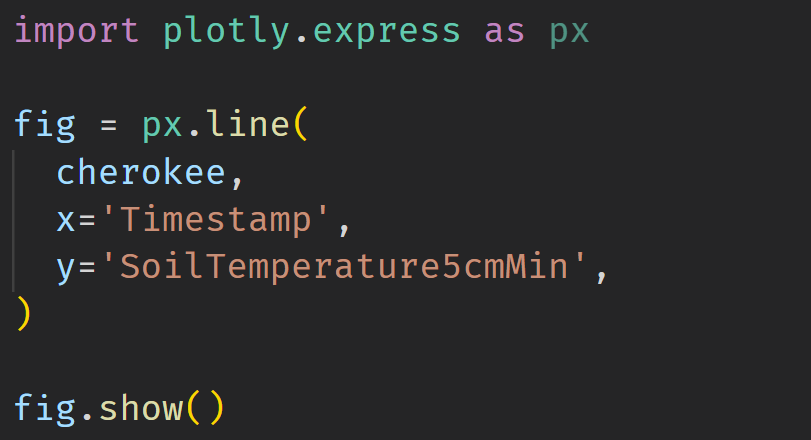 import plotly.express as px
fig = px.line(
  cherokee,
  x='Timestamp',
  y='SoilTemperature5cmMin',
)
fig.show()